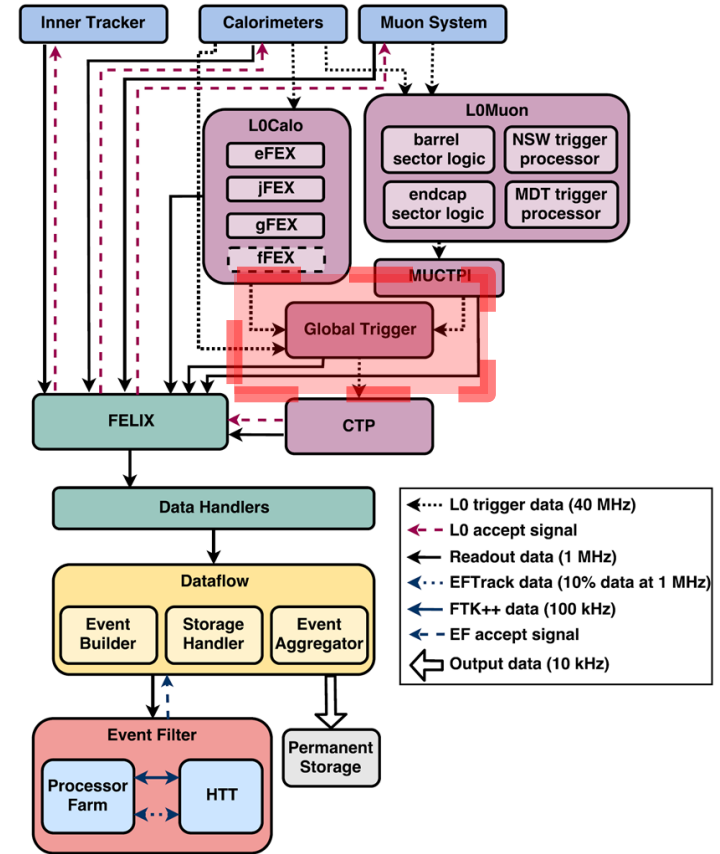 Inner Tracker
Calorimeters
Muon System
L0Calo
eFEX
jFEX
gFEX
fFEX
L0Muon
barrel
sector logic
NSW trigger
processor
endcap
sector logic
MDT trigger
processor
MUCTPI
Global Trigger
FELIX
CTP
Data Handlers
Dataflow
Event
Builder
Storage
Handler
Event
Aggregator
Event Filter
Processor
Farm
HTT
Permanent
Storage
L0 trigger data (40 MHz)
L0 accept signal
Readout data (1 MHz)
EFTrack data (10% data at 1 MHz)
FTK++ data (100 kHz)
EF accept signal
Output data (10 kHz)